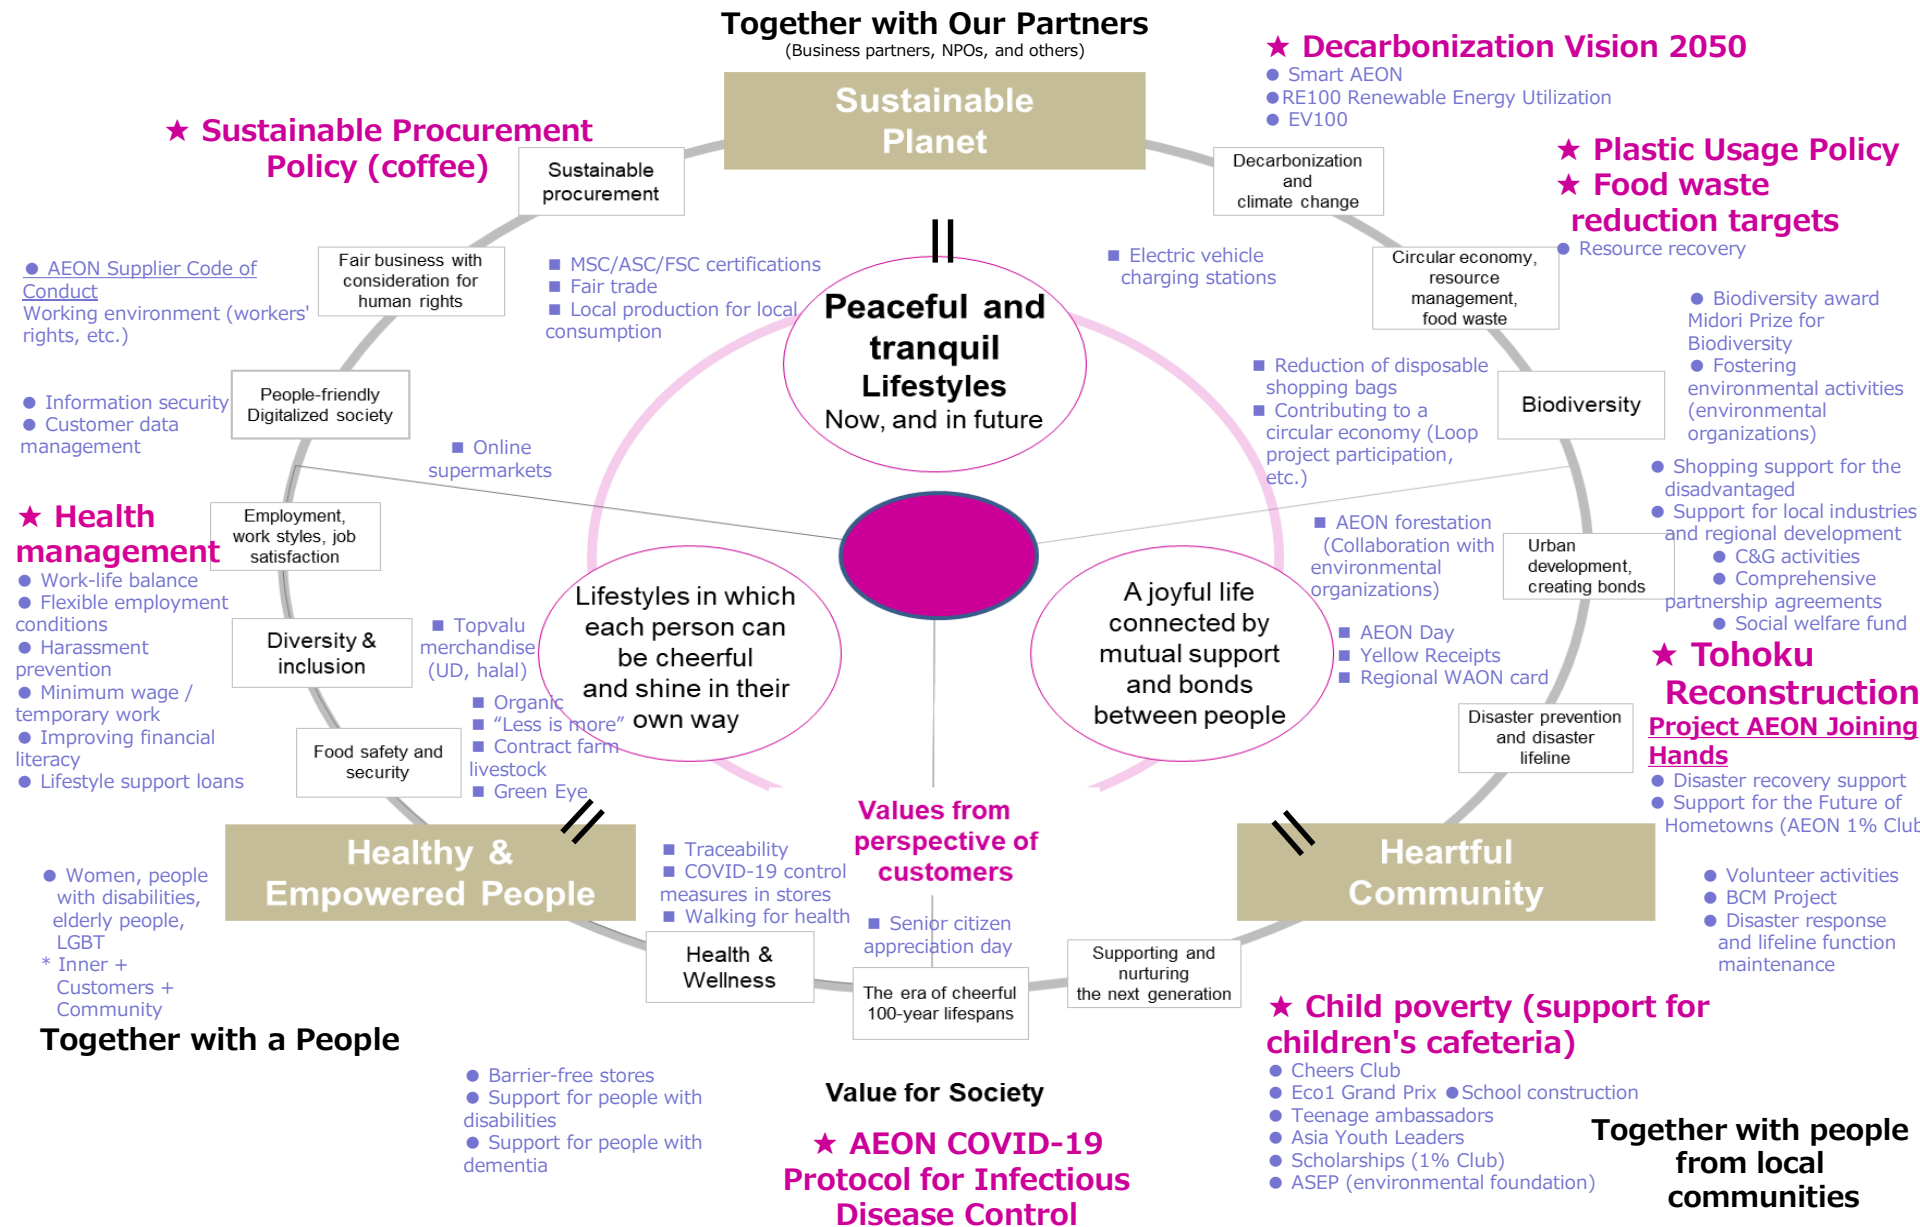 Together with Our Partners
(Business partners, NPOs, and others)
Sustainable
Planet
★ Decarbonization Vision 2050
● Smart AEON
● RE100 Renewable Energy Utilization
● EV100
★ Sustainable Procurement
Policy (coffee)
Sustainable
procurement
Decarbonization
and
climate change
★ Plastic Usage Policy
★ Food waste
reduction targets
● Resource recovery
● AEON Supplier Code of
Conduct
Working environment (workers'
rights, etc.)
Fair business with
consideration for
human rights
■ MSC/ASC/FSC certifications
■ Fair trade
■ Local production for local
consumption
■ Electric vehicle
charging stations
Circular economy,
resource
management,
food waste
Peaceful and
tranquil
Lifestyles
Now, and in future
● Biodiversity award
Midori Prize for
Biodiversity
● Fostering
environmental activities
(environmental
organizations)
● Information security
● Customer data
management
People-friendly
Digitalized society
■ Online
supermarkets
■ Reduction of disposable
shopping bags
■ Contributing to a
circular economy (Loop
project participation,
etc.)
Biodiversity
● Shopping support for the
disadvantaged
● Support for local industries
and regional development
● C&G activities
● Comprehensive
partnership agreements
● Social welfare fund
★ Health
management
● Work-life balance
● Flexible employment
conditions
● Harassment
prevention
● Minimum wage /
temporary work
● Improving financial
literacy
● Lifestyle support loans
Employment,
work styles, job
satisfaction
■ AEON forestation
(Collaboration with
environmental
organizations)
Urban
development,
creating bonds
Diversity &
inclusion
■ Topvalu
merchandise
(UD, halal)
Lifestyles in which
each person can
be cheerful
and shine in their
own way
A joyful life
connected by
mutual support
and bonds
between people
■ AEON Day
■ Yellow Receipts
■ Regional WAON card
★ Tohoku
Reconstruction
Project AEON Joining
Hands
● Disaster recovery support
● Support for the Future of
Hometowns (AEON 1% Club
Food safety and
security
■ Organic
■ “Less is more”
■ Contract farm
livestock
■ Green Eye
Disaster prevention
and disaster
lifeline
Values from
perspective of
customers
Healthy &
Empowered People
Heartful
Community
● Women, people
with disabilities,
elderly people,
LGBT
* Inner +
Customers +
Community
■ Traceability
■ COVID-19 control
measures in stores
■ Walking for health
■ Senior citizen
appreciation day
● Volunteer activities
● BCM Project
● Disaster response
and lifeline function
maintenance
Health &
Wellness
The era of cheerful
100-year lifespans
Supporting and
nurturing
the next generation
Together with a People
● Barrier-free stores
● Support for people with
disabilities
● Support for people with
dementia
Value for Society
★ AEON COVID-19
Protocol for Infectious
Disease Control
★ Child poverty (support for
children's cafeteria)
● Cheers Club
● Eco1 Grand Prix ● School construction
● Teenage ambassadors
● Asia Youth Leaders
● Scholarships (1% Club)
● ASEP (environmental foundation)
Together with people
from local
communities